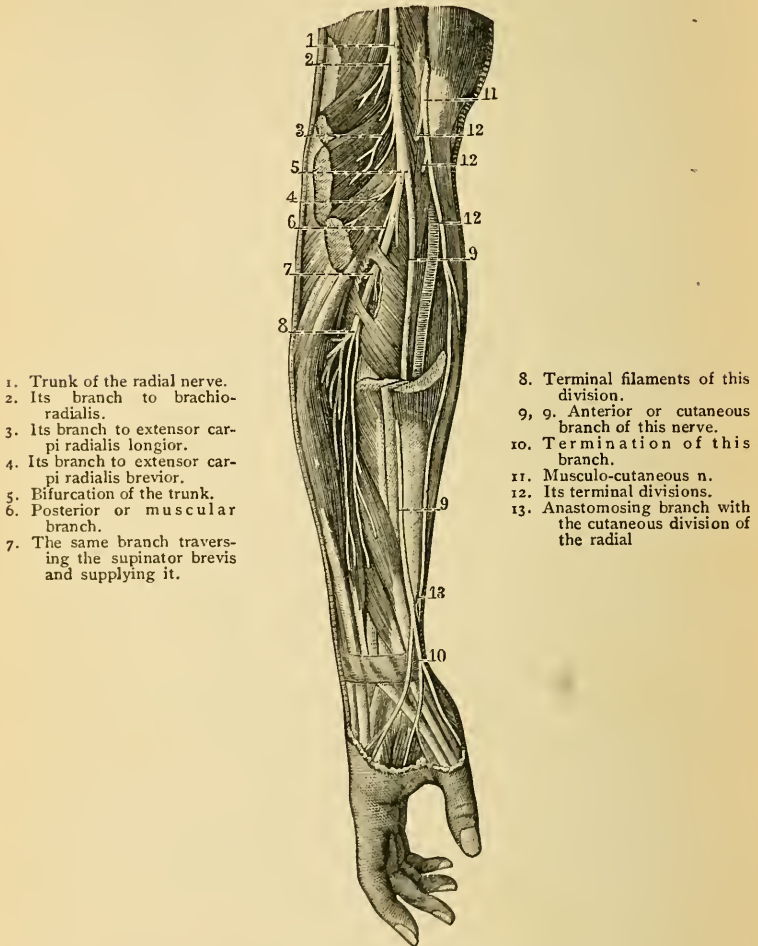 1
2
3
5
4
6
7
8
11
12
12
12
9
9
13
10
1. Trunk of the radial nerve.
2. Its branch to brachio-
radialis.
3. Its branch to extensor car-
pi radialis longior.
4. Its branch to extensor car-
pi radialis brevior.
5. Bifurcation of the trunk.
6. Posterior or muscular
branch.
7. The same branch travers-
ing the supinator brevis
and supplying it.
8. Terminal filaments of this
division.
9, 9. Anterior or cutaneous
branch of this nerve.
10. Termination of this
branch.
11. Musculo-cutaneous n.
12. Its terminal divisions.
13. Anastomosing branch with
the cutaneous division of
the radial